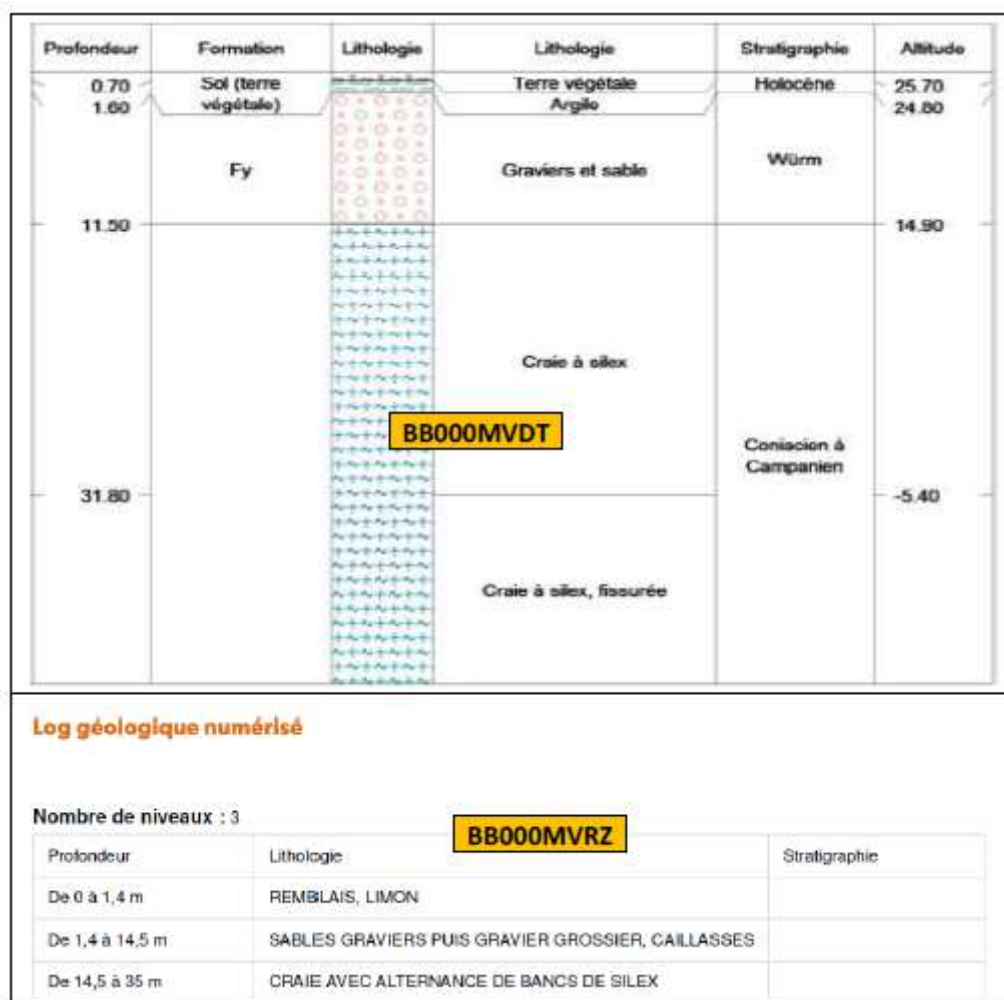 Profondeur Formation Lithologie Lithologie Stratigraphie Altitude
0.70 Sol (terre Terre végétale Holocène 25.70
1.60 végétale) Argile 24.80
Fy Graviers et sable Würm
11.50 14.90
Craie à silex
BB000MVDT
Coniacien à
Campanien
31.80 -5.40
Craie à silex, fissurée
Log géologique numérisé
Nombre de niveaux : 3
BB000MVRZ
Profondeur Lithologie Stratigraphie
De 0 à 1,4 m REMBLAIS, LIMON
De 1,4 à 14,5 m SABLES GRAVIERS PUIS GRAVIER GROSSIER, CAILLASSES
De 14,5 à 35 m CRAIE AVEC ALTERNANCE DE BANCS DE SILEX